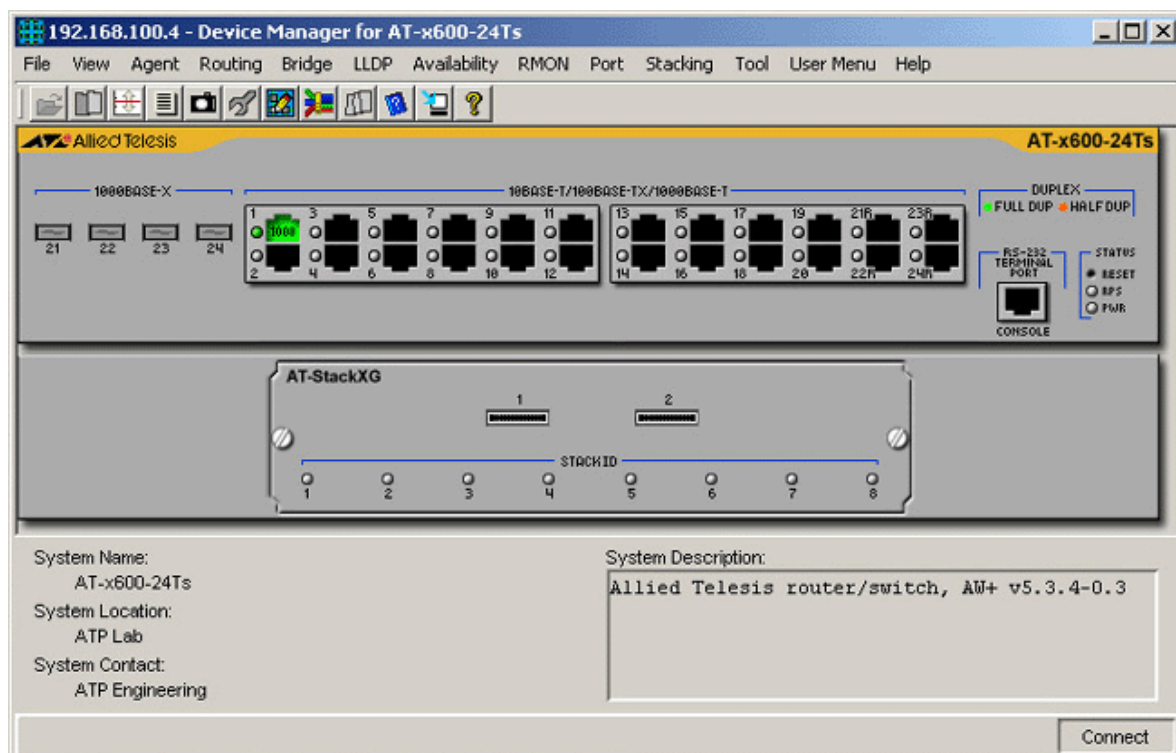 192.168.100.4 - Device Manager for AT-x600-24Ts
File View Agent Routing Bridge LLDP Availability RMON Port Stacking Tool User Menu Help
Allied Telesis
AT-x600-24Ts
1000BASE-X
10BASE-T/100BASE-TX/1000BASE-T
DUPLEX
FULL DUP HALF DUP
1 3 5 7 9 11 13 15 17 19 21R 23R
1000
21 22 23 24
2 4 6 8 10 12 14 16 18 20 22R 24R
RS-232
TERMINAL
PORT
CONSOLE
STATUS
RESET
RPS
PWR
AT-StackXG
1 2
STACK ID
1 2 3 4 5 6 7 8
System Name:
AT-x600-24Ts
System Location:
ATP Lab
System Contact:
ATP Engineering
System Description:
Allied Telesis router/switch, AW+ v5.3.4-0.3
Connect